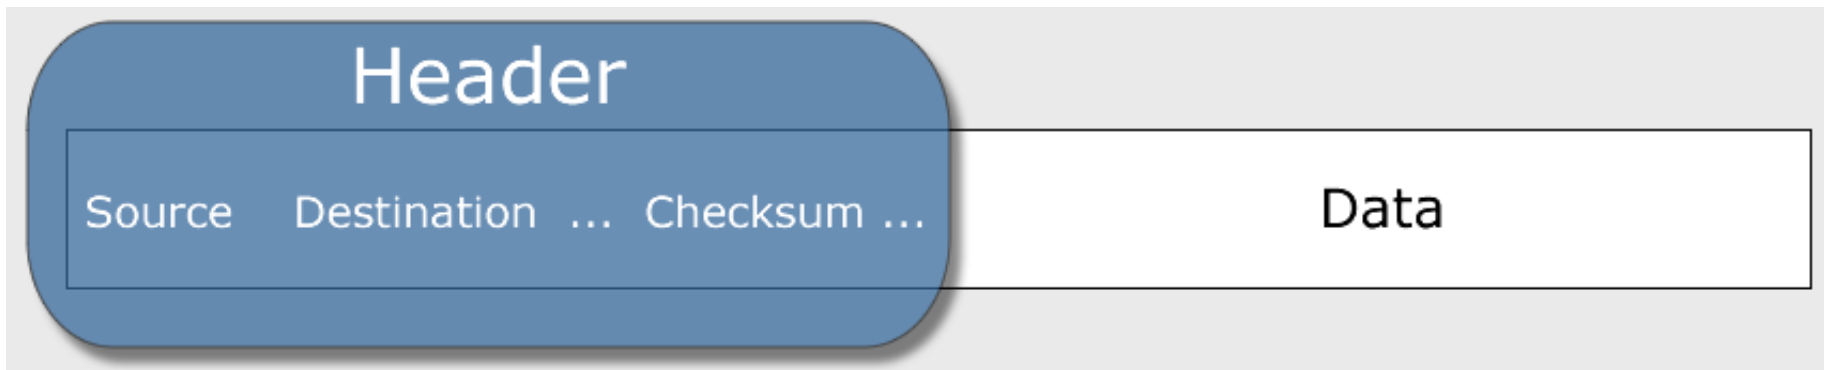 Header
Source Destination ... Checksum ... Data